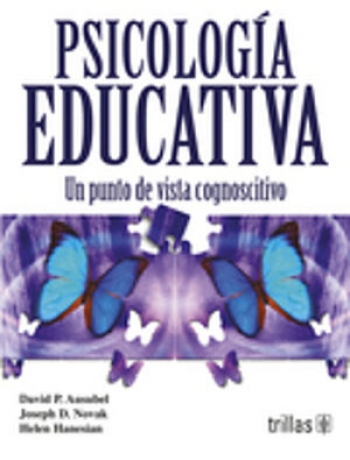 PSICOLOGÍA
EDUCATIVA
Un punto de vista cognoscitivo
David P. Ausubel
Joseph D. Novak
Helen Hanesian
trillas